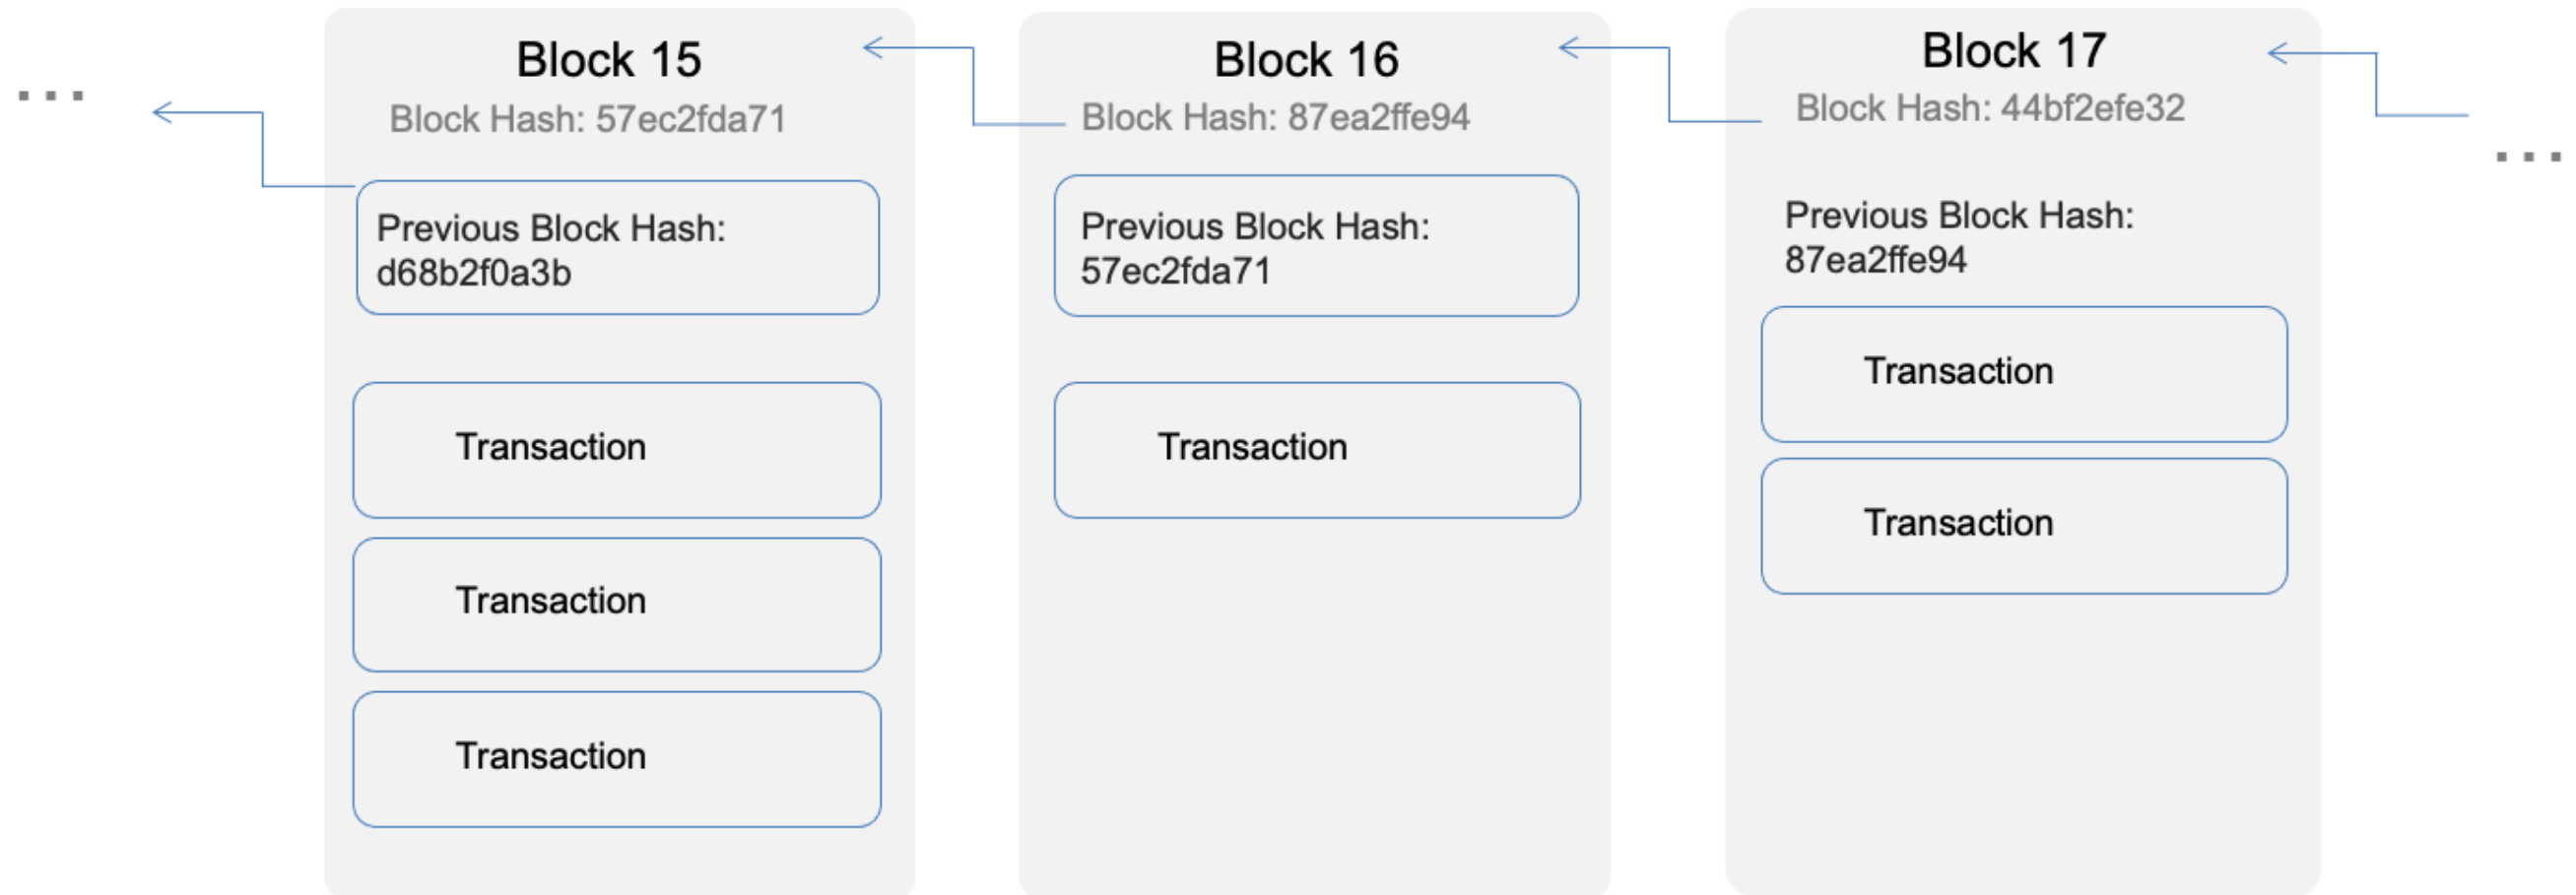 ...
Block 15
Block Hash: 57ec2fda71
Previous Block Hash:
d68b2f0a3b
Transaction
Transaction
Transaction
Block 16
Block Hash: 87ea2ffe94
Previous Block Hash:
57ec2fda71
Transaction
Block 17
Block Hash: 44bf2efe32
Previous Block Hash:
87ea2ffe94
Transaction
Transaction
...